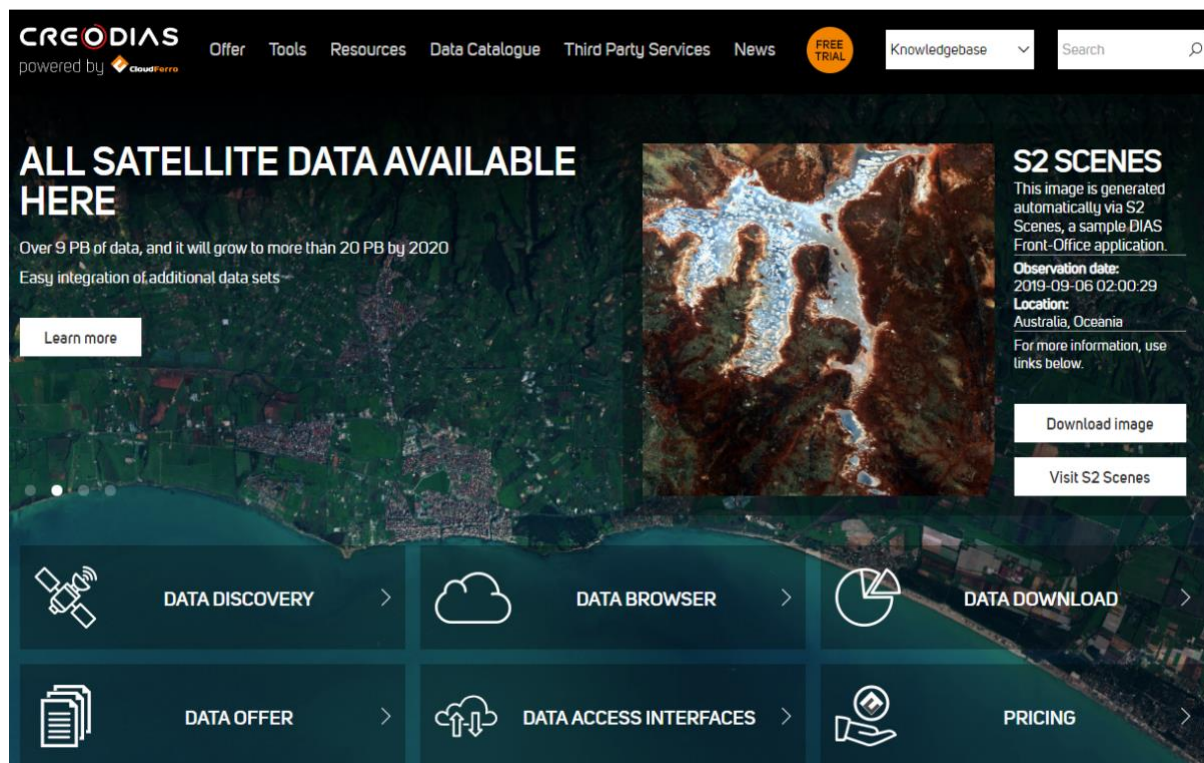 CREODIAS
powered by CloudFerro
Offer
Tools
Resources
Data Catalogue
Third Party Services
News
FREE
TRIAL
Knowledgebase
Search
ALL SATELLITE DATA AVAILABLE
HERE
Over 9 PB of data, and it will grow to more than 20 PB by 2020
Easy integration of additional data sets
Learn more
S2 SCENES
This image is generated
automatically via S2
Scenes, a sample DIAS
Front-Office application.
Observation date:
2019-09-06 02:00:29
Location:
Australia, Oceania
For more information, use
links below.
Download image
Visit S2 Scenes
DATA DISCOVERY
DATA BROWSER
DATA DOWNLOAD
DATA OFFER
DATA ACCESS INTERFACES
PRICING